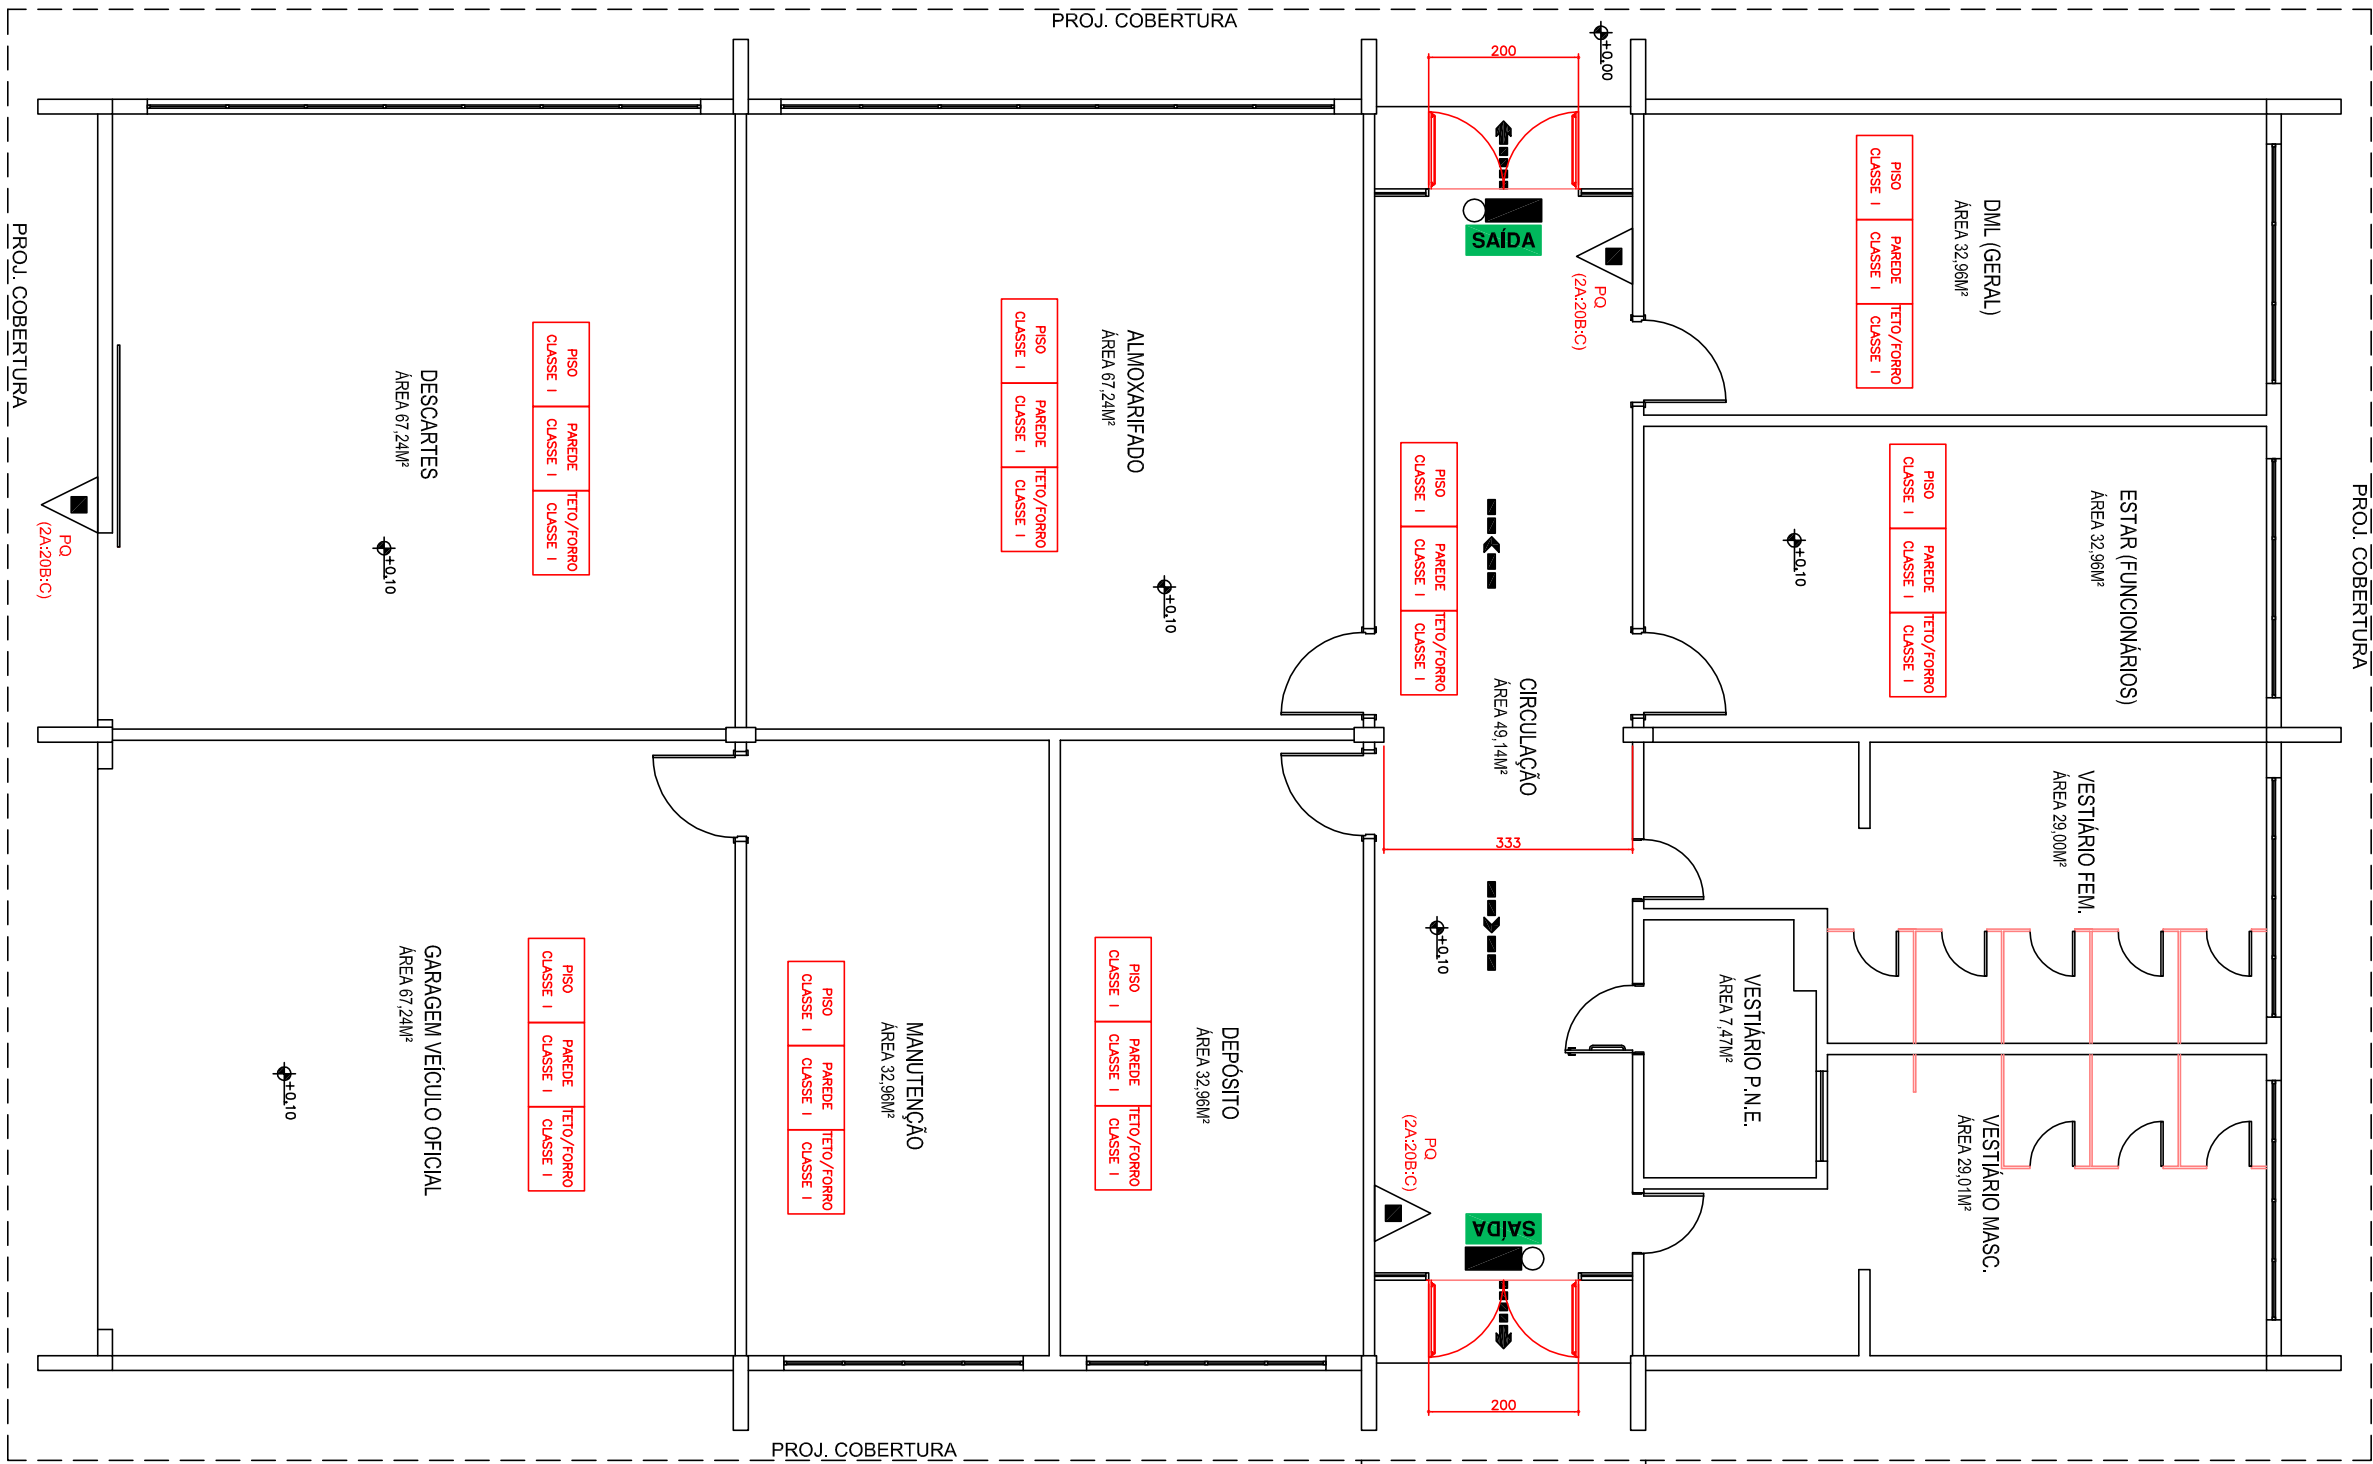 PROJ. COBERTURA
200
+0.00
SAÍDA
PQ
(2A:20B:C)
DML (GERAL)
ÁREA 32,96M²
PISO
CLASSE I
PAREDE
CLASSE I
TETO/FORRO
CLASSE I
PROJ. COBERTURA
DESCARTES
ÁREA 67,24M²
PISO
CLASSE I
PAREDE
CLASSE I
TETO/FORRO
CLASSE I
+0.10
PQ
(2A:20B:C)
ALMOXARIFADO
ÁREA 67,24M²
PISO
CLASSE I
PAREDE
CLASSE I
TETO/FORRO
CLASSE I
+0.10
CIRCULAÇÃO
ÁREA 49,14M²
PISO
CLASSE I
PAREDE
CLASSE I
TETO/FORRO
CLASSE I
333
+0.10
ESTAR (FUNCIONÁRIOS)
ÁREA 32,96M²
PISO
CLASSE I
PAREDE
CLASSE I
TETO/FORRO
CLASSE I
+0.10
PROJ. COBERTURA
VESTIÁRIO FEM.
ÁREA 29,00M²
VESTIÁRIO P.N.E.
ÁREA 7,47M²
VESTIÁRIO MASC.
ÁREA 29,01M²
GARAGEM VEÍCULO OFICIAL
ÁREA 67,24M²
PISO
CLASSE I
PAREDE
CLASSE I
TETO/FORRO
CLASSE I
+0.10
MANUTENÇÃO
ÁREA 32,96M²
PISO
CLASSE I
PAREDE
CLASSE I
TETO/FORRO
CLASSE I
DEPÓSITO
ÁREA 32,96M²
PISO
CLASSE I
PAREDE
CLASSE I
TETO/FORRO
CLASSE I
PQ
(2A:20B:C)
SAÍDA
200
PROJ. COBERTURA